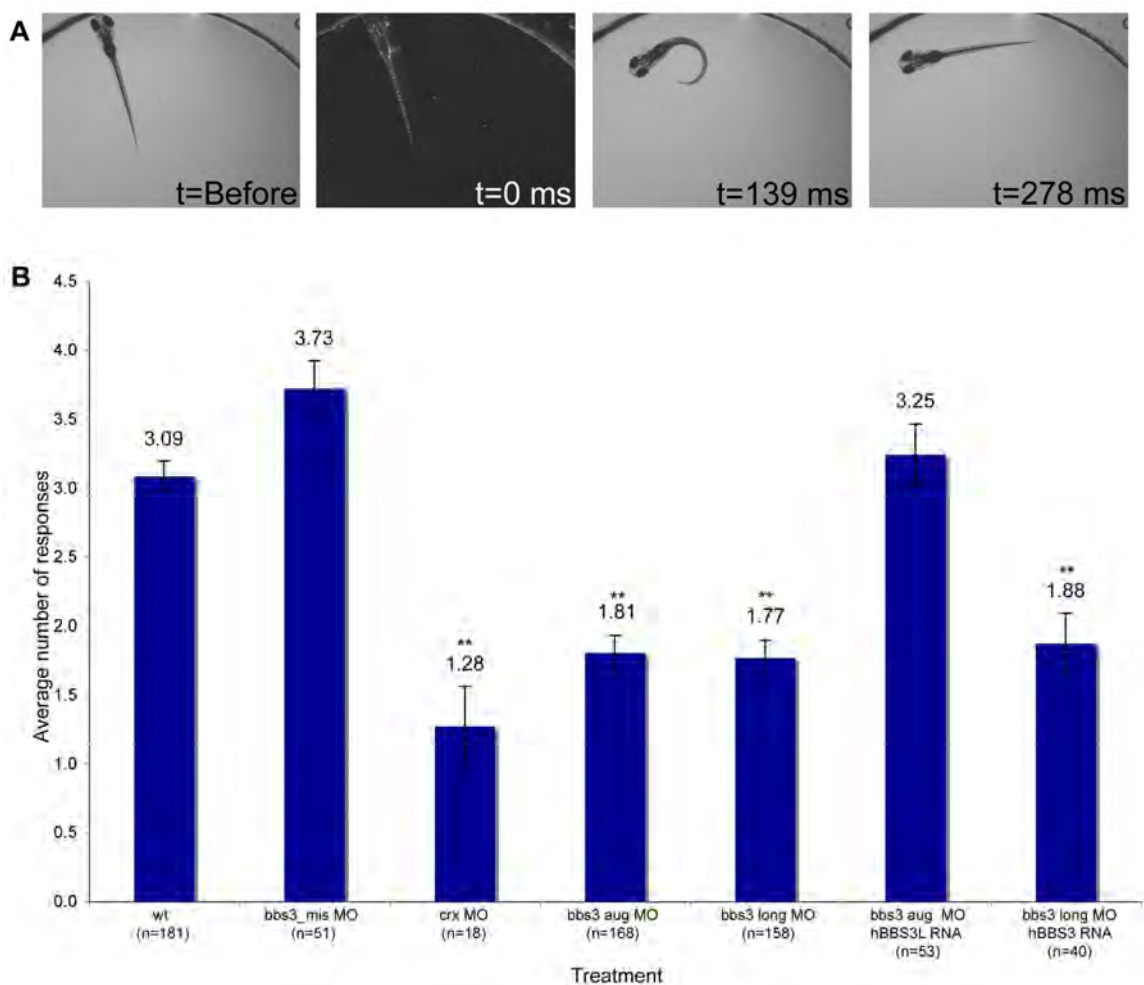 A
t=Before
t=0 ms
t=139 ms
t=278 ms
B
Average number of responses
4.5
4.0
3.5
3.0
2.5
2.0
1.5
1.0
0.5
0.0
3.09
3.73
**
1.28
**
1.81
**
1.77
3.25
**
1.88
wt
(n=181)
bbs3_mis MO
(n=51)
crx MO
(n=18)
bbs3 aug MO
(n=168)
bbs3 long MO
(n=158)
bbs3 aug MO
hBBS3L RNA
(n=53)
bbs3 long MO
hBBS3 RNA
(n=40)
Treatment